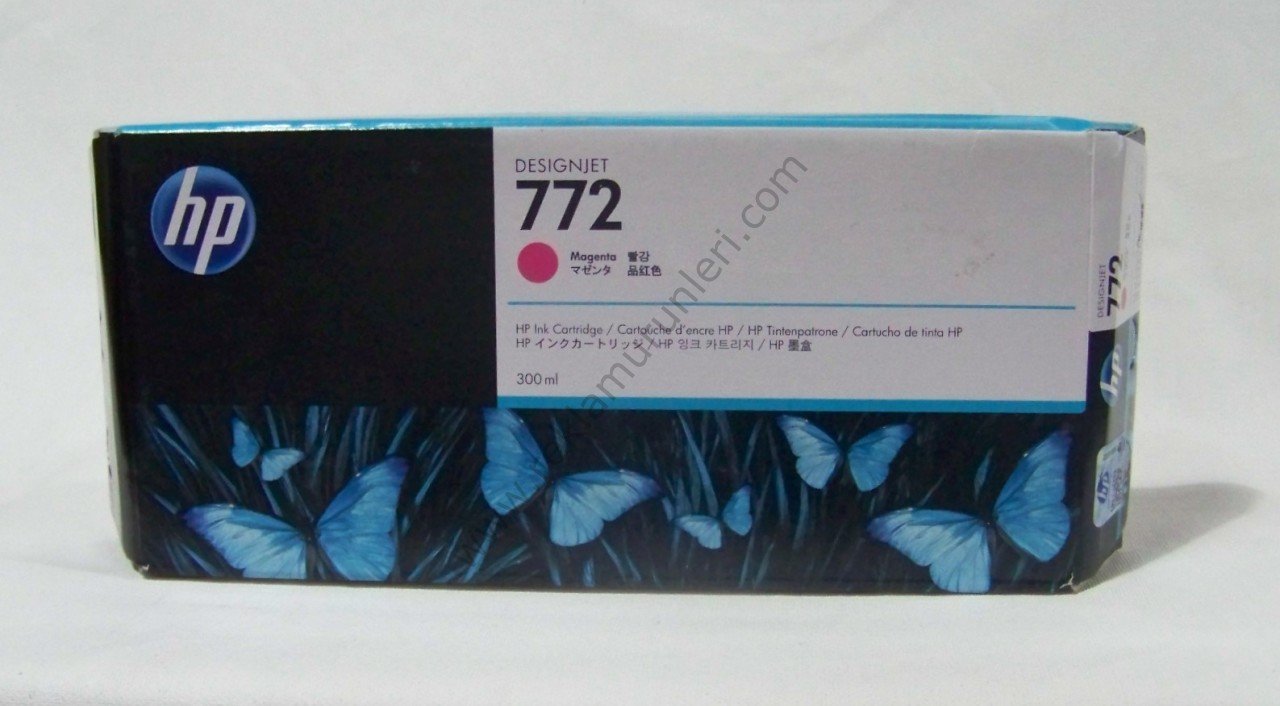 hp
DESIGNJET
772
Magenta 빨강
マゼンタ 品红色
HP Ink Cartridge / Cartouche d'encre HP / HP Tintenpatrone / Cartucho de tinta HP
HP インクカートリッジ / HP 잉크 카트리지 / HP 墨盒
300 ml
DESIGNJET
772
hp
hp